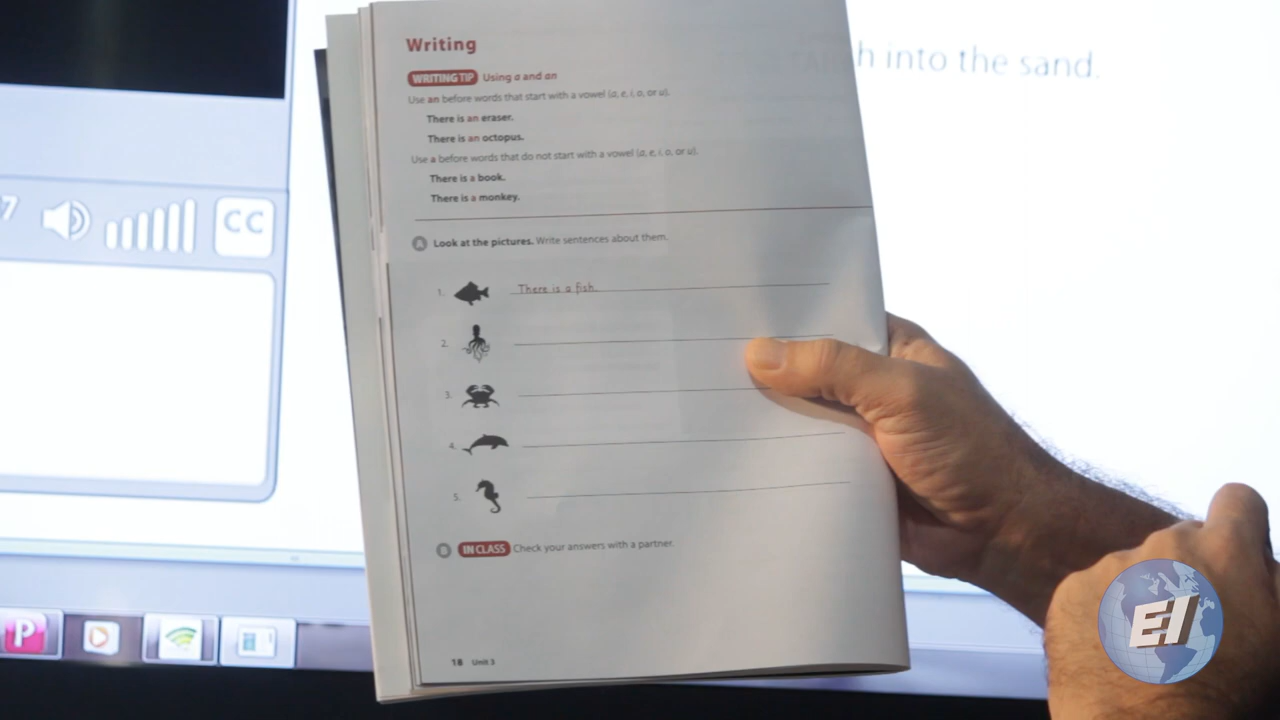 Writing
WRITING TIP Using a and an
Use an before words that start with a vowel (a, e, i, o, or u).
There is an eraser.
There is an octopus.
Use a before words that do not start with a vowel (a, e, i, o, or u).
There is a book.
There is a monkey.
A Look at the pictures. Write sentences about them.
1. There is a fish.
2.
3.
4.
5.
B IN CLASS Check your answers with a partner.
18 Unit 3
h into the sand.
7
CC
P
EI